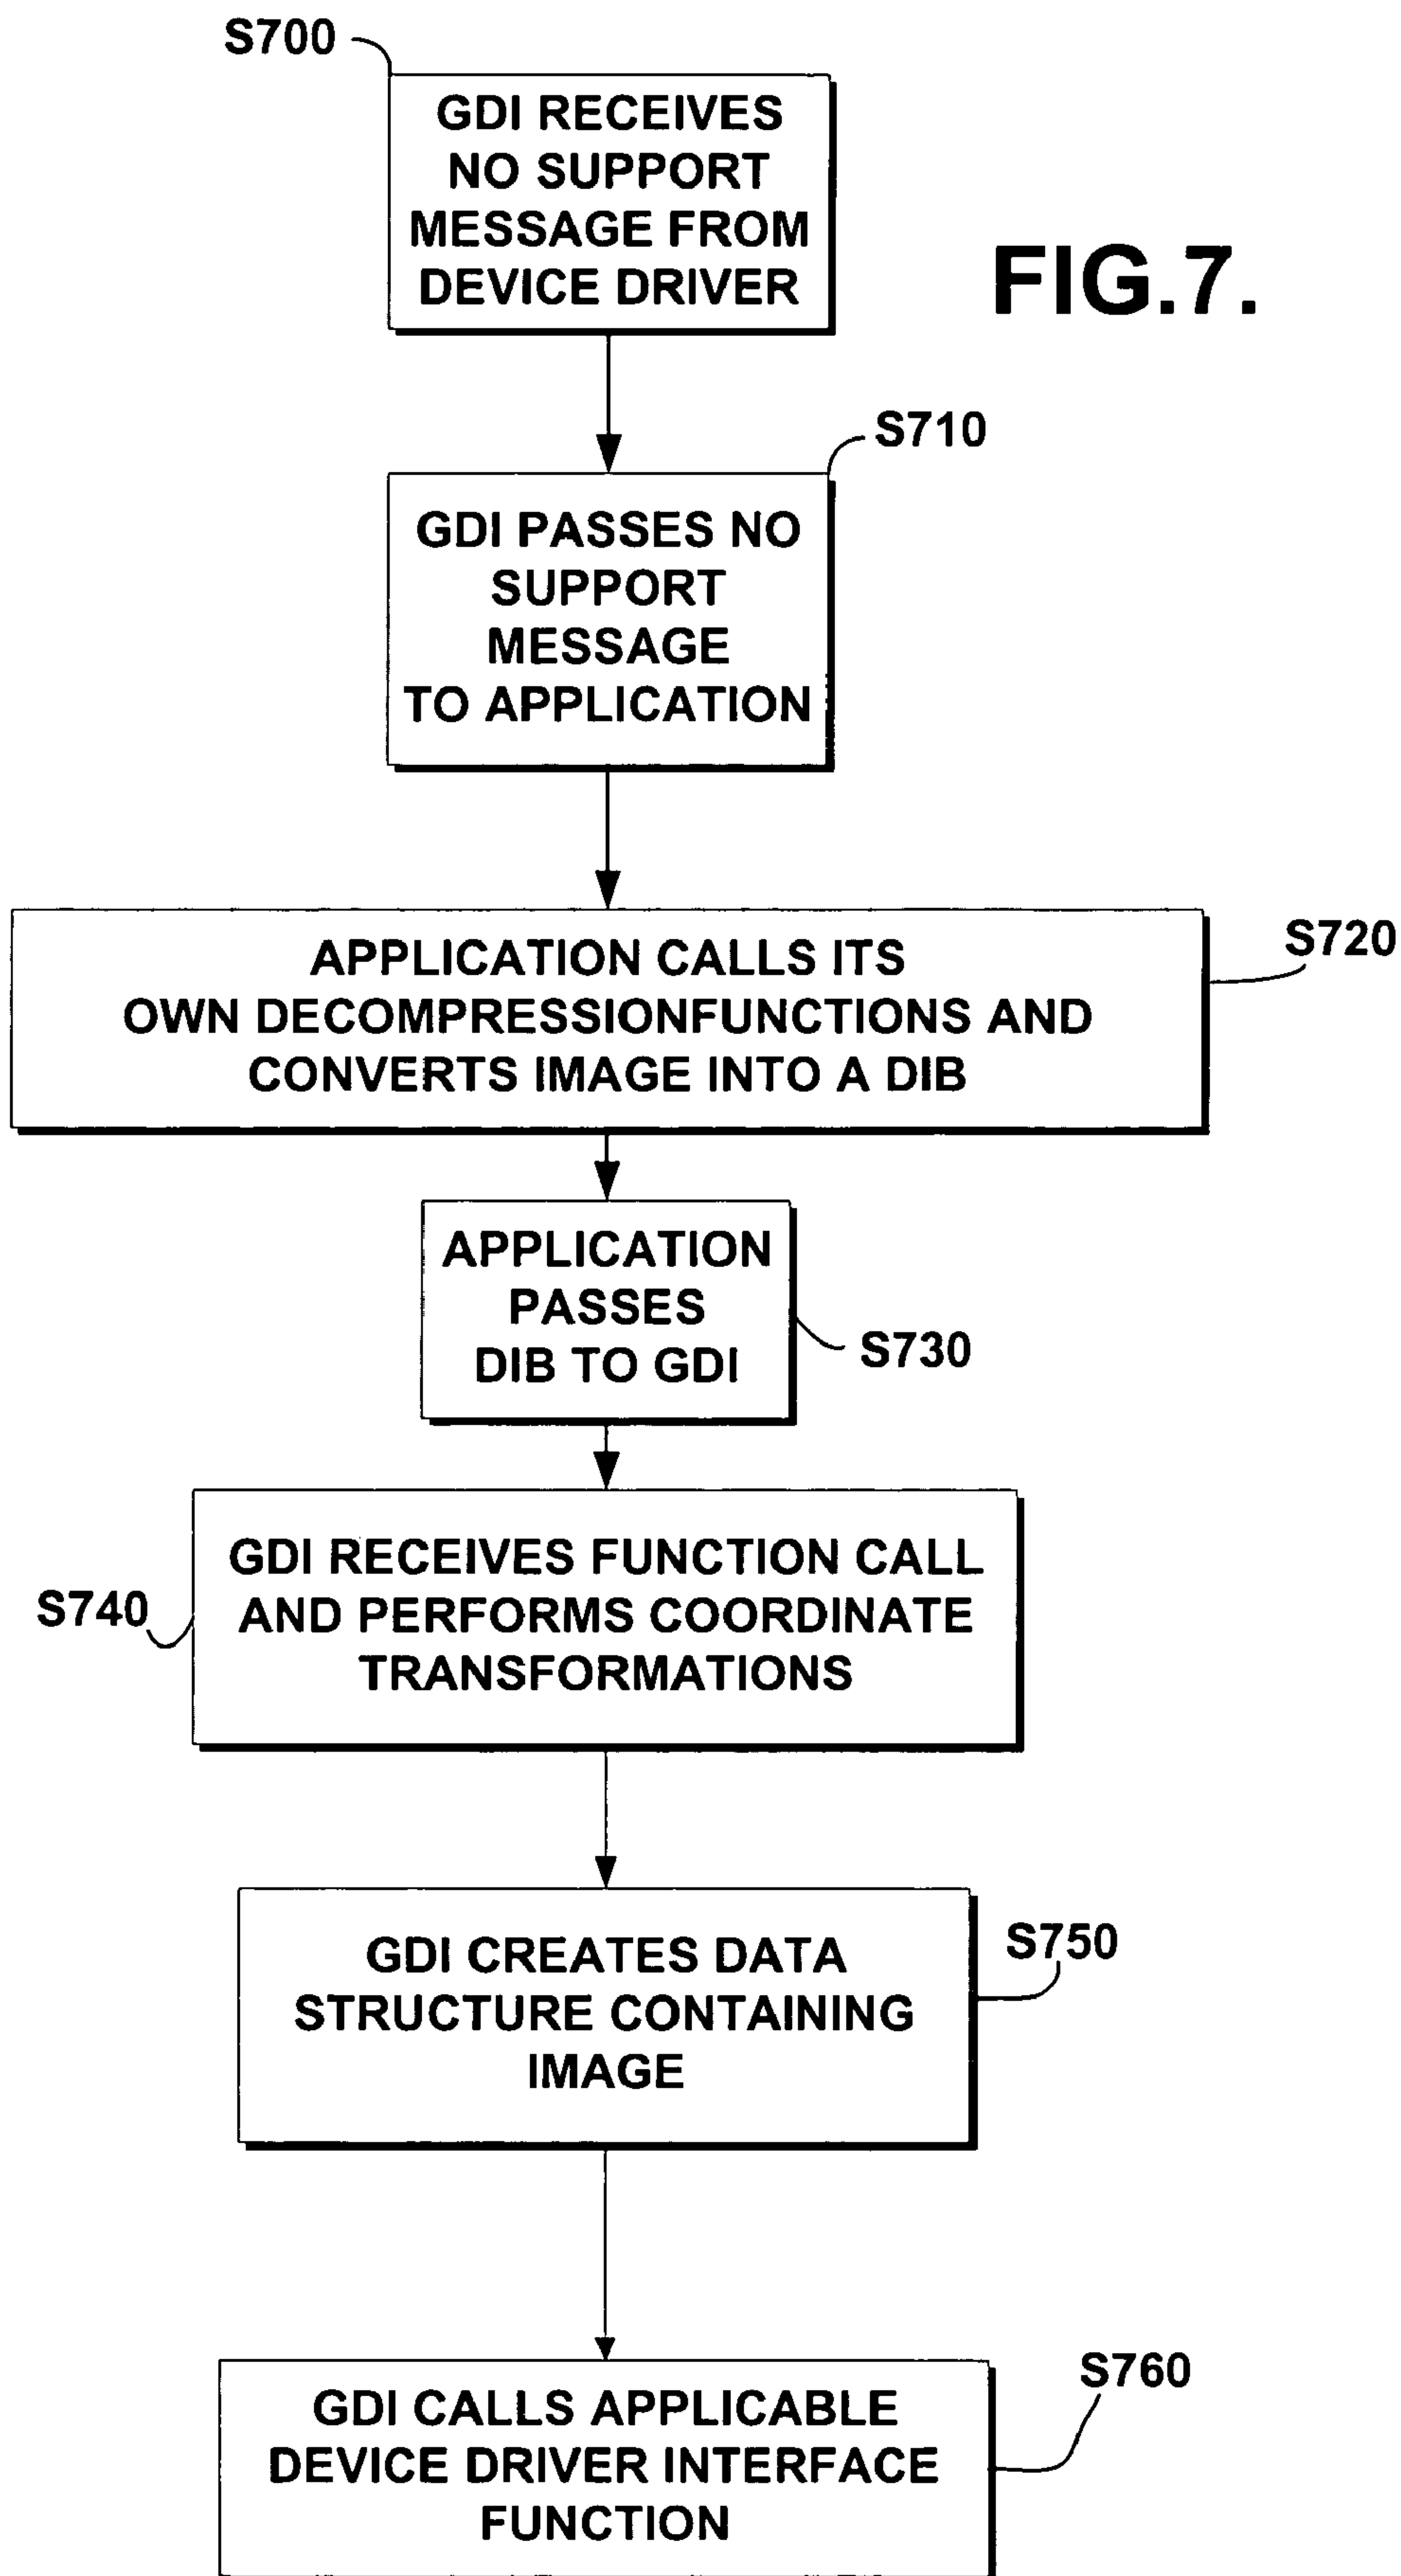 S700
GDI RECEIVES
NO SUPPORT
MESSAGE FROM
DEVICE DRIVER
FIG.7.
S710
GDI PASSES NO
SUPPORT
MESSAGE
TO APPLICATION
S720
APPLICATION CALLS ITS
OWN DECOMPRESSIONFUNCTIONS AND
CONVERTS IMAGE INTO A DIB
APPLICATION
PASSES
DIB TO GDI
S730
GDI RECEIVES FUNCTION CALL
AND PERFORMS COORDINATE
TRANSFORMATIONS
S740
GDI CREATES DATA
STRUCTURE CONTAINING
IMAGE
S750
S760
GDI CALLS APPLICABLE
DEVICE DRIVER INTERFACE
FUNCTION